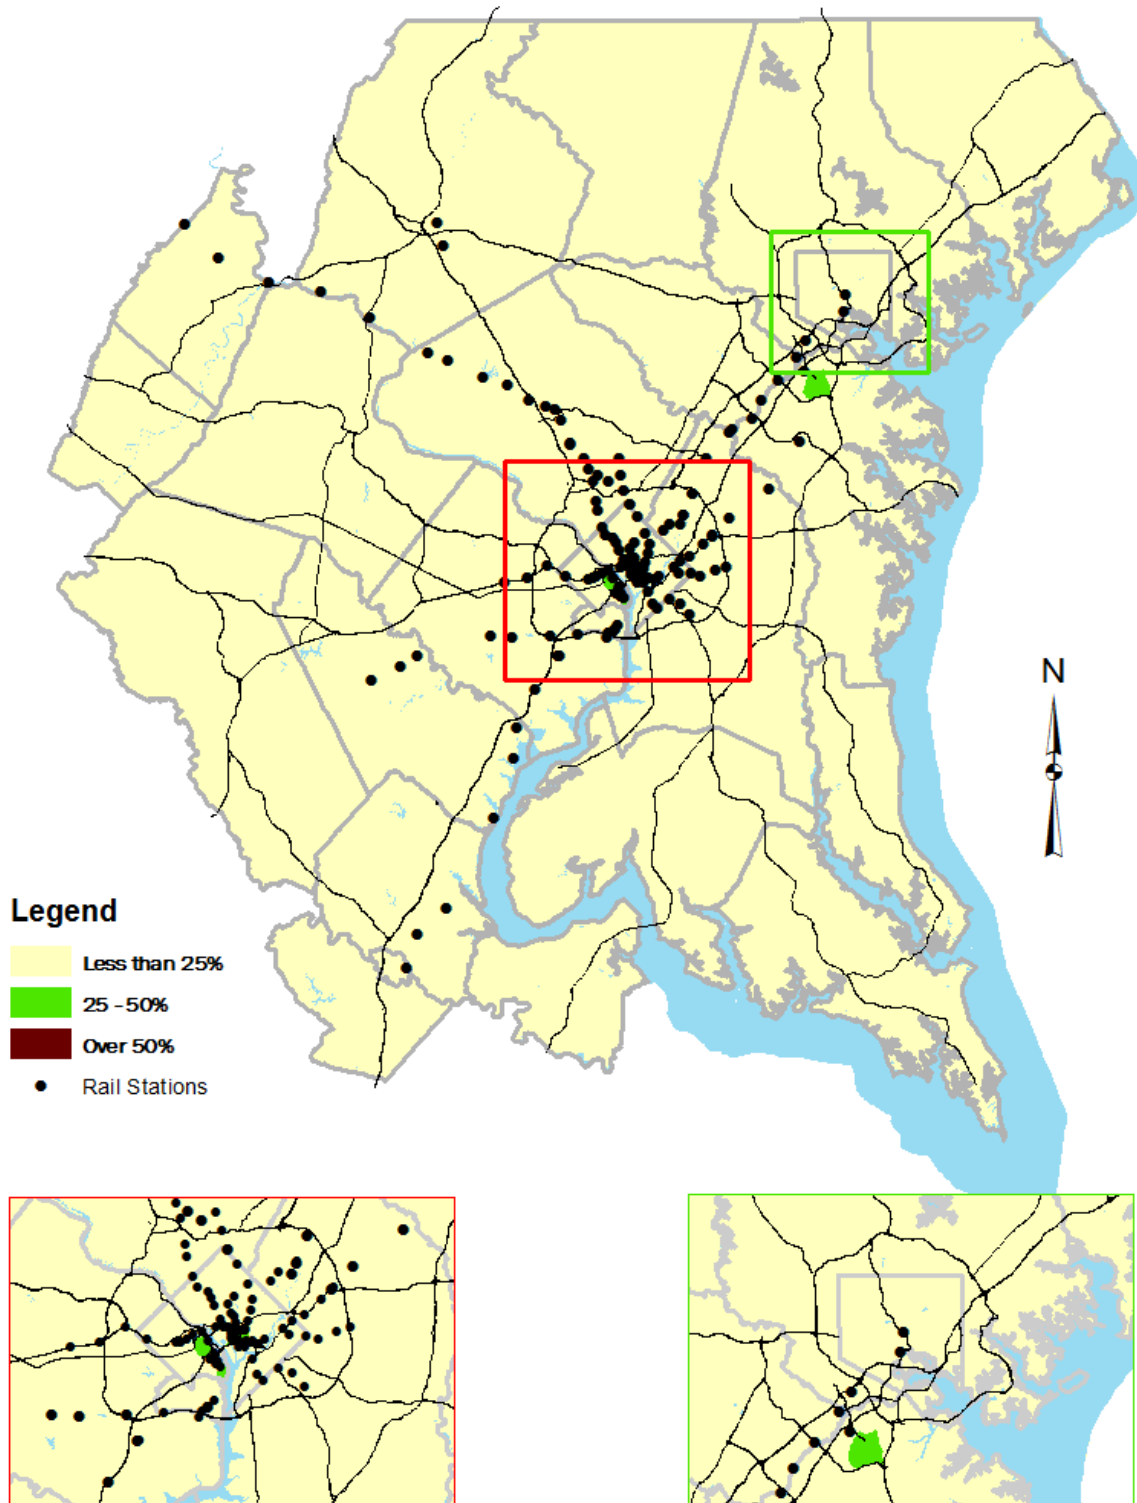 N
Legend
Less than 25%
25 - 50%
Over 50%
Rail Stations